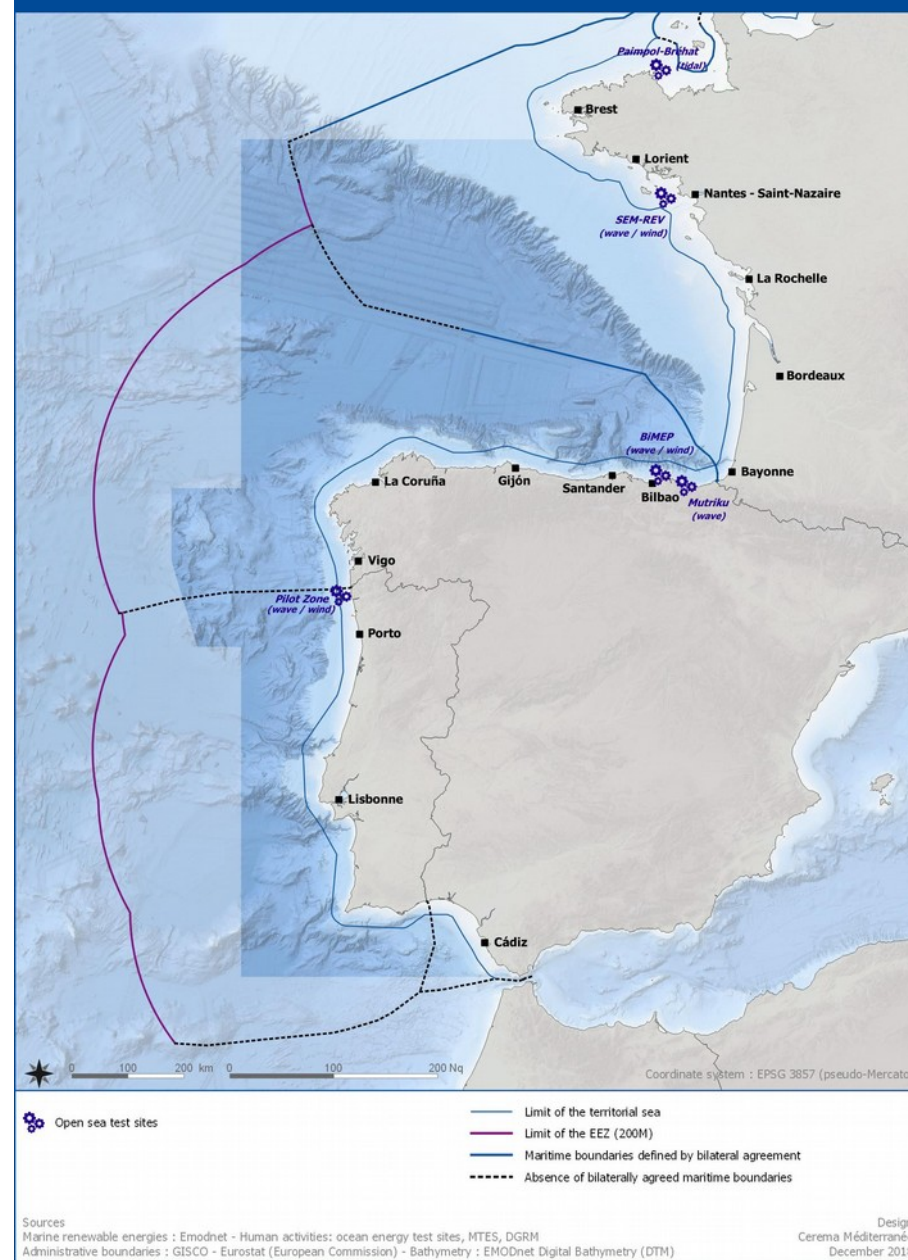 Paimpol-Bréhat
(tidal)
Brest
Lorient
Nantes - Saint-Nazaire
SEM-REV
(wave / wind)
La Rochelle
Bordeaux
BiMEP
(wave / wind)
Bayonne
La Coruña
Gijón
Santander
Bilbao
Mutriku
(wave)
Vigo
Pilot Zone
(wave / wind)
Porto
Lisbonne
Cádiz
0 100 200 km 0 100 200 Nq
Coordinate system : EPSG 3857 (pseudo-Mercato
Open sea test sites
Limit of the territorial sea
Limit of the EEZ (200M)
Maritime boundaries defined by bilateral agreement
Absence of bilaterally agreed maritime boundaries
Sources
Marine renewable energies : Emodnet - Human activities: ocean energy test sites, MTES, DGRM
Administrative boundaries : GISCO - Eurostat (European Commission) - Bathymetry : EMODnet Digital Bathymetry (DTM)
Design
Cerema Méditerrané
December 201